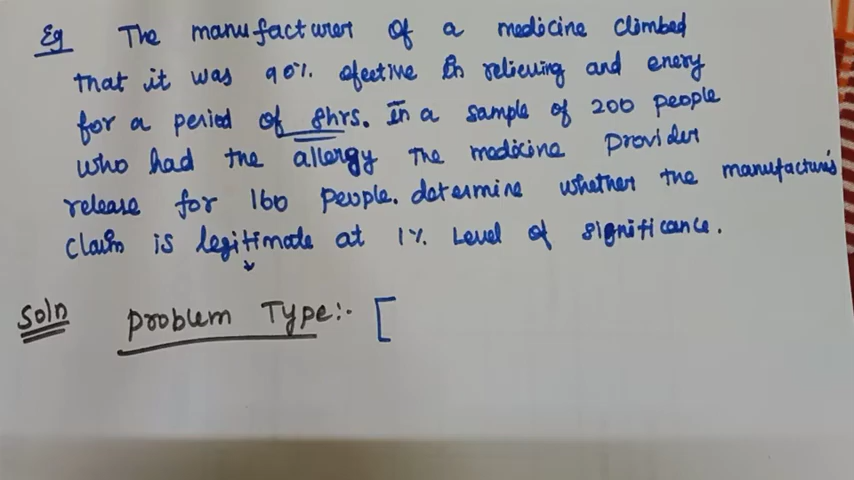 Eg The manufacturer of a medicine climbed
that it was 90% efective in relieving and enery
for a period of 8hrs. In a sample of 200 people
who had the allergy The medicine Provider
release for 160 people. determine whether the manufacturer's
claim is legitimate at 1% Level of significance.
Soln Problem Type:- [